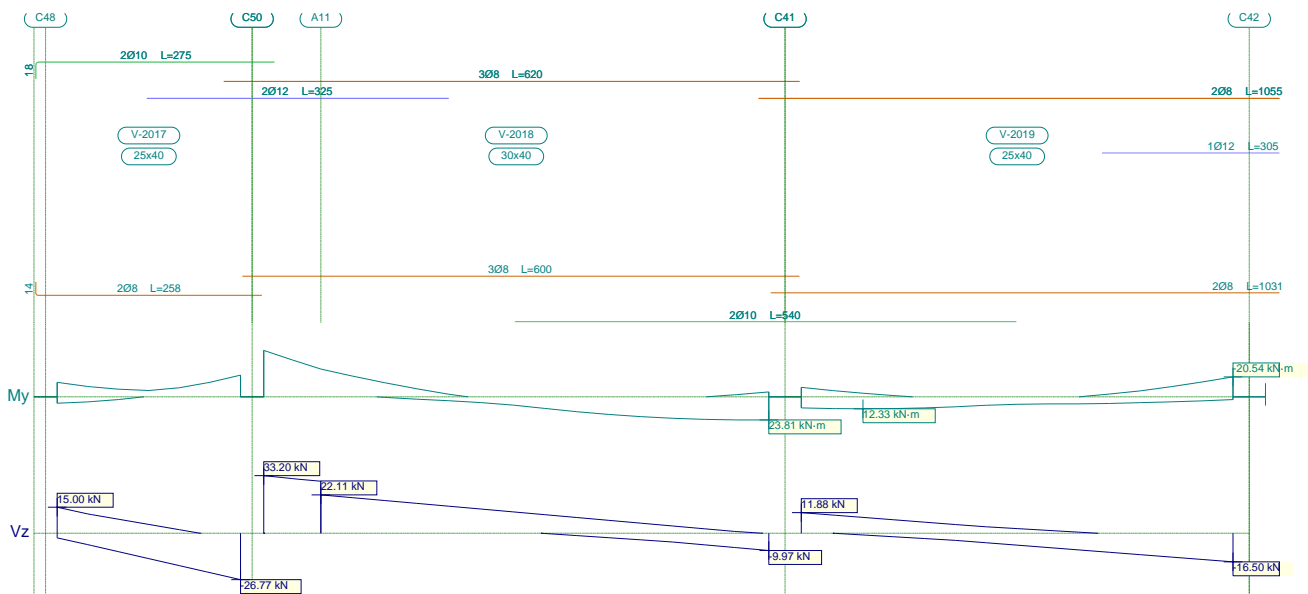 C48 C50 A11 C41 C42
2Ø10 L=275
18
3Ø8 L=620
2Ø12 L=325
2Ø8 L=1055
V-2017 V-2018 V-2019
1Ø12 L=305
25x40 30x40 25x40
3Ø8 L=600
14
2Ø8 L=258
2Ø8 L=1031
2Ø10 L=540
-20.54 kN·m
My
12.33 kN·m
23.81 kN·m
33.20 kN
22.11 kN
15.00 kN
11.88 kN
Vz
-9.97 kN
-16.50 kN
-26.77 kN